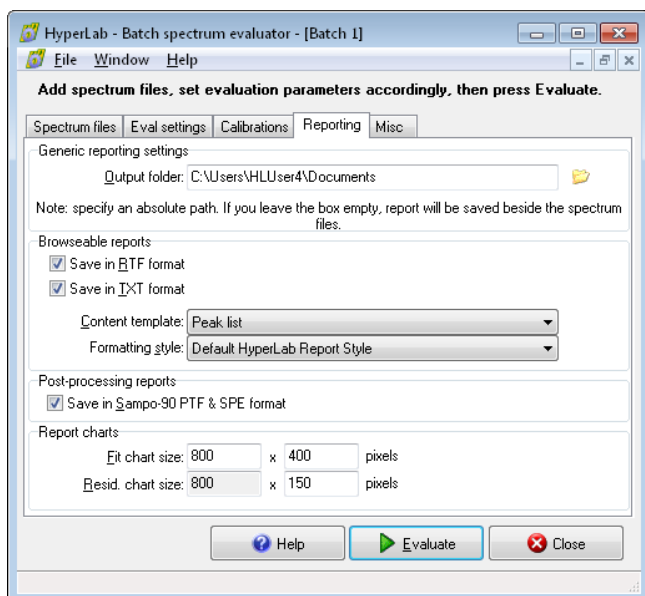 HyperLab - Batch spectrum evaluator - [Batch 1]
File Window Help
Add spectrum files, set evaluation parameters accordingly, then press Evaluate.
Spectrum files Eval settings Calibrations Reporting Misc
Generic reporting settings
Output folder: C:\Users\HLUser4\Documents
Note: specify an absolute path. If you leave the box empty, report will be saved beside the spectrum
files.
Browseable reports
Save in RTF format
Save in TXT format
Content template: Peak list
Formatting style: Default HyperLab Report Style
Post-processing reports
Save in Sampo-90 PTF & SPE format
Report charts
Fit chart size: 800 x 400 pixels
Resid. chart size: 800 x 150 pixels
Help Evaluate Close